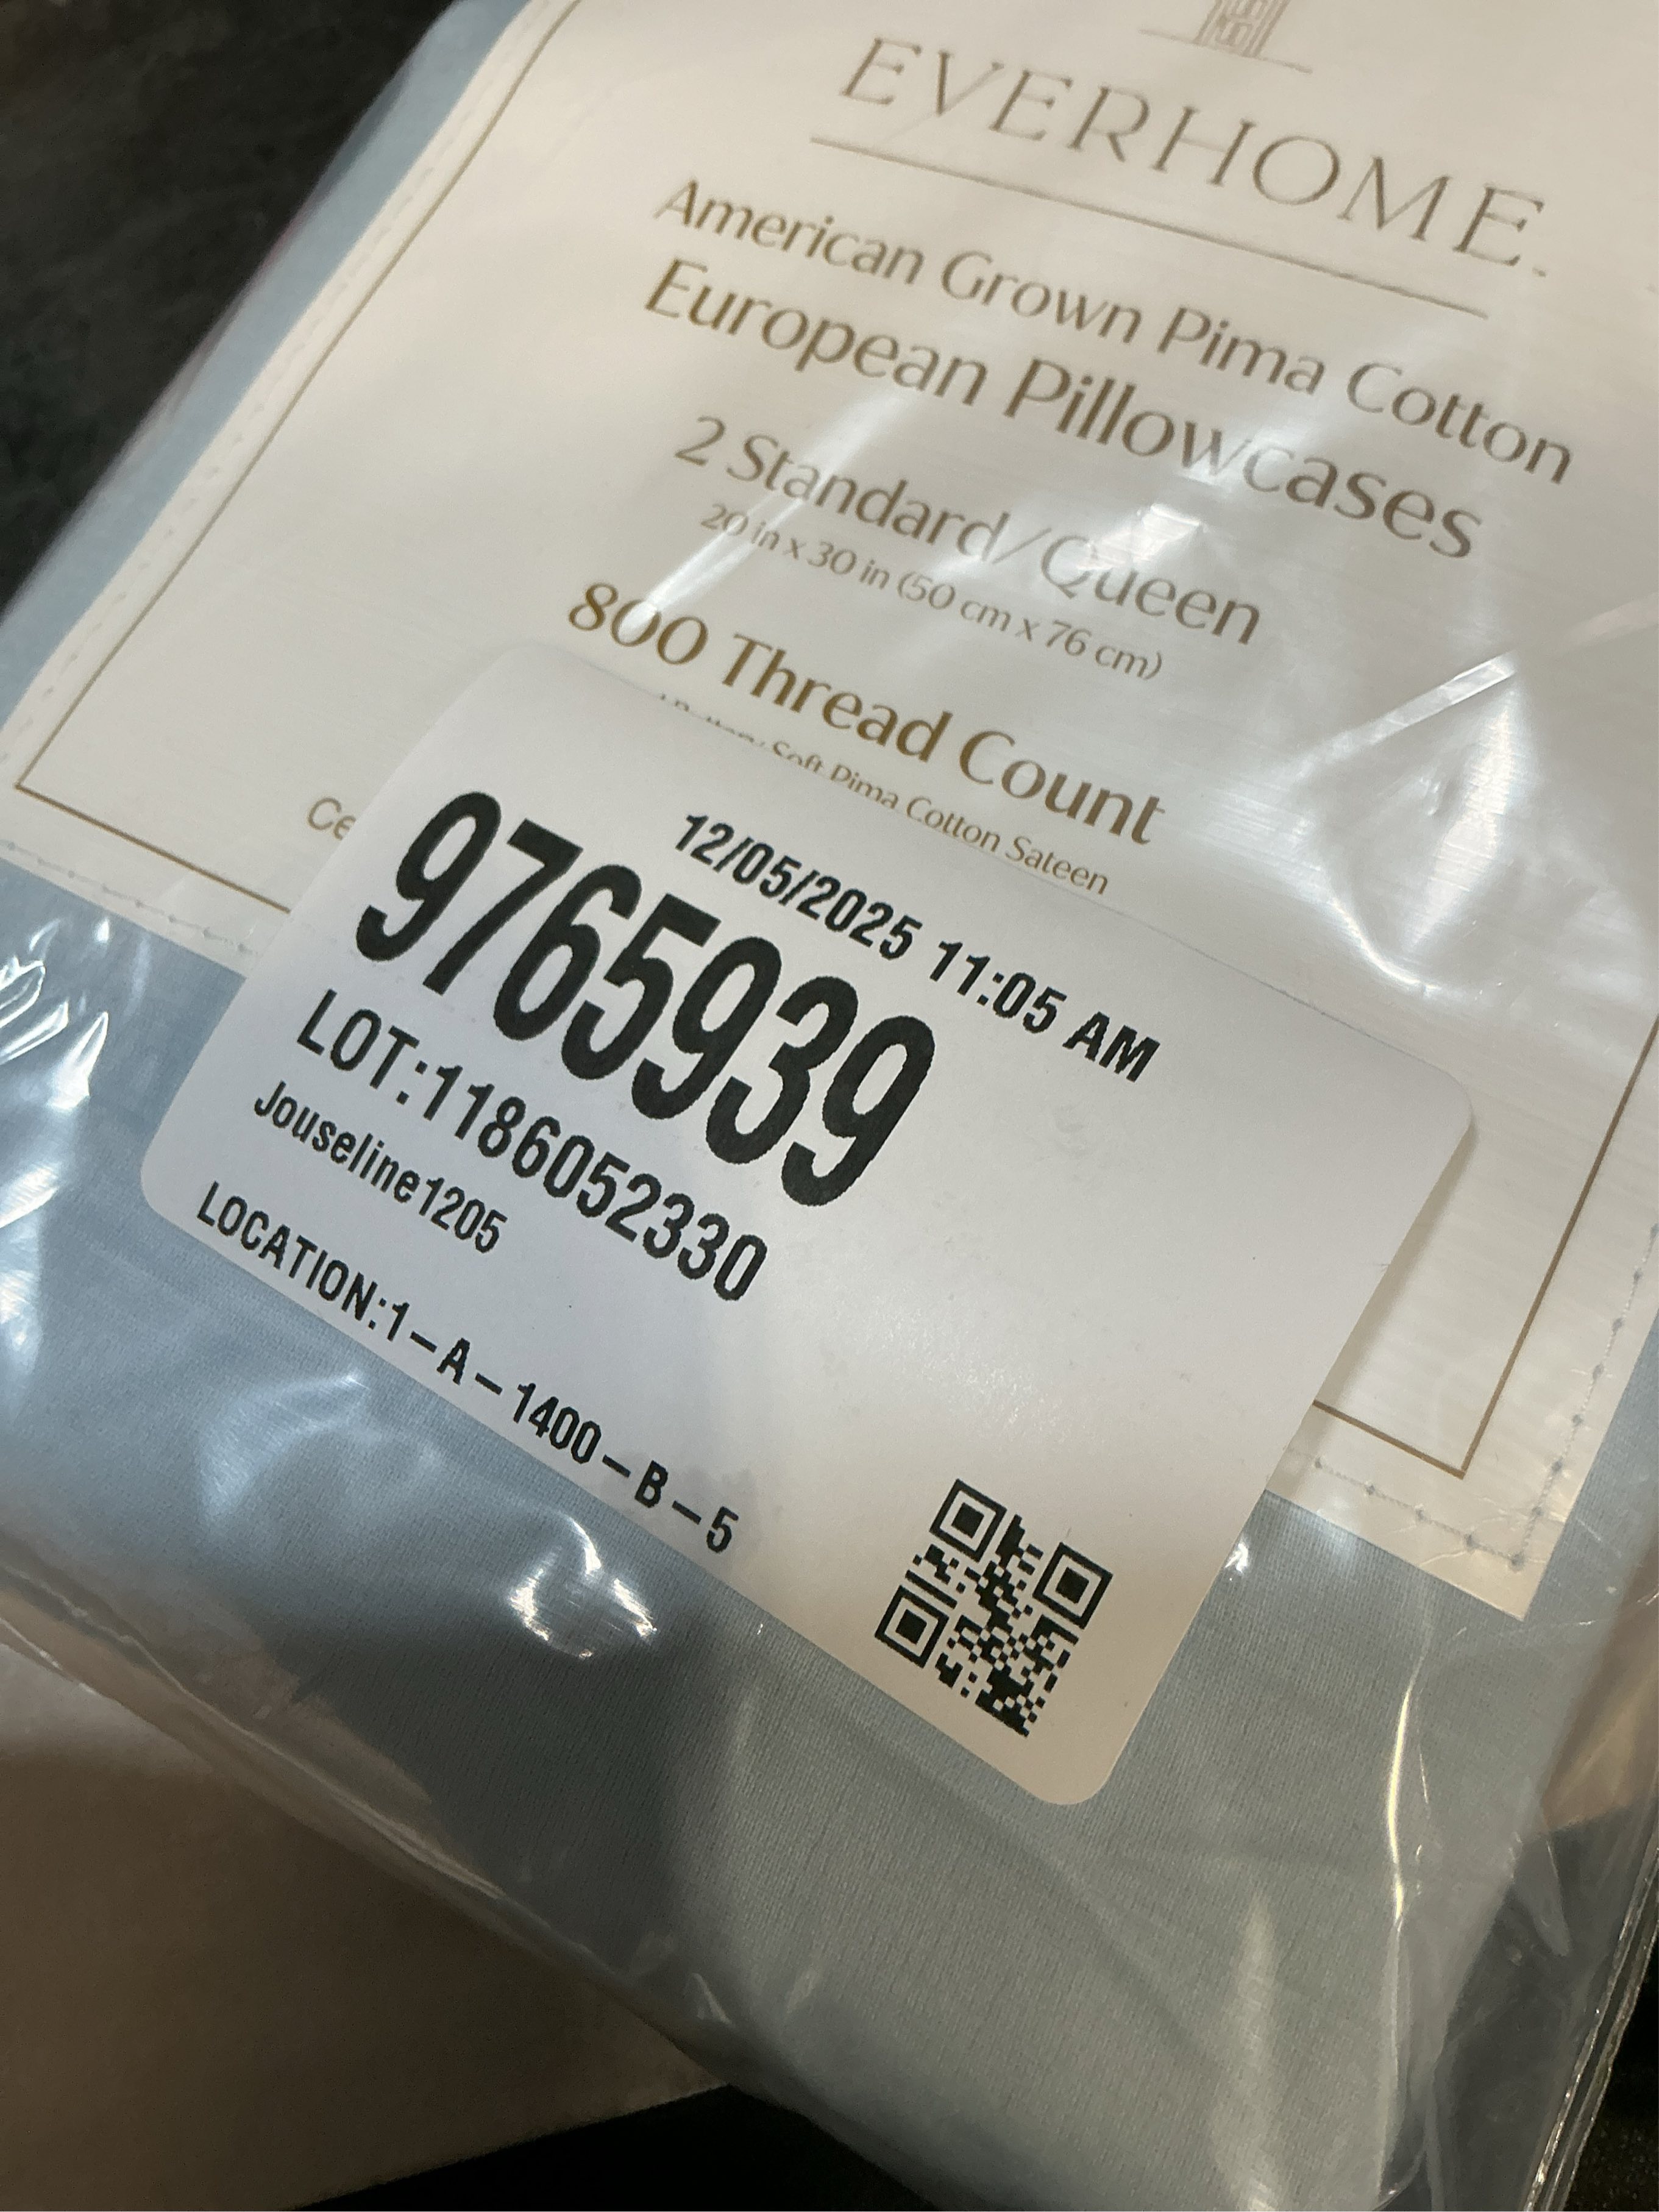 EVERHOME.
American Grown Pima Cotton
European Pillowcases
2 Standard/Queen
20 in x 30 in (50 cm x 76 cm)
800 Thread Count
Soft Pima Cotton Sateen
12/05/2025 11:05 AM
9765939
LOT:1186052330
Jouseline1205
LOCATION:1-A-1400-B-5